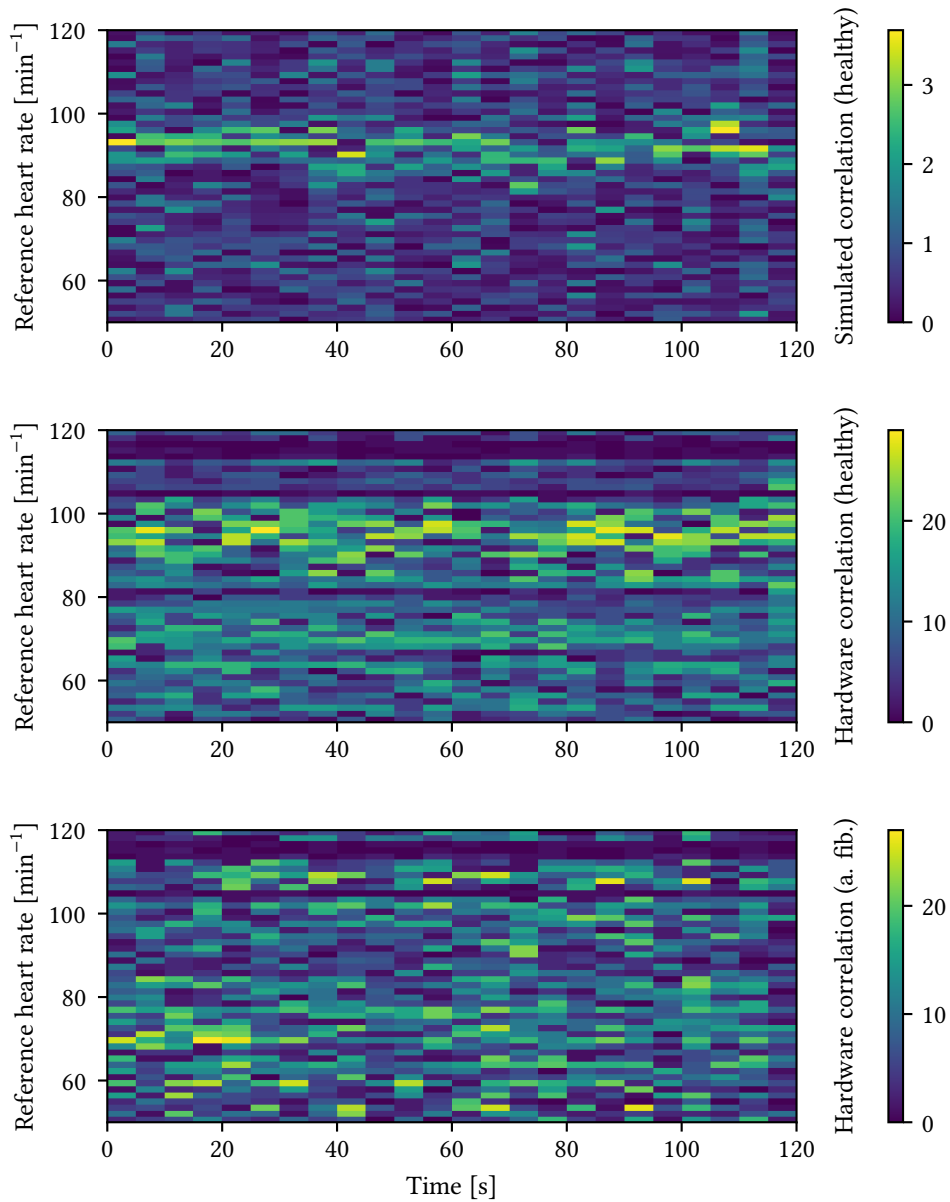 120
100
80
60
Reference heart rate [min⁻¹]
0 20 40 60 80 100 120
3
2
1
0
Simulated correlation (healthy)
120
100
80
60
Reference heart rate [min⁻¹]
0 20 40 60 80 100 120
20
10
0
Hardware correlation (healthy)
120
100
80
60
Reference heart rate [min⁻¹]
0 20 40 60 80 100 120
Time [s]
20
10
0
Hardware correlation (a. fib.)